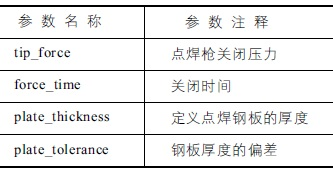 参数名称 参数注释
tip_force 点焊枪关闭压力
force_time 关闭时间
plate_thickness 定义点焊钢板的厚度
plate_tolerance 钢板厚度的偏差